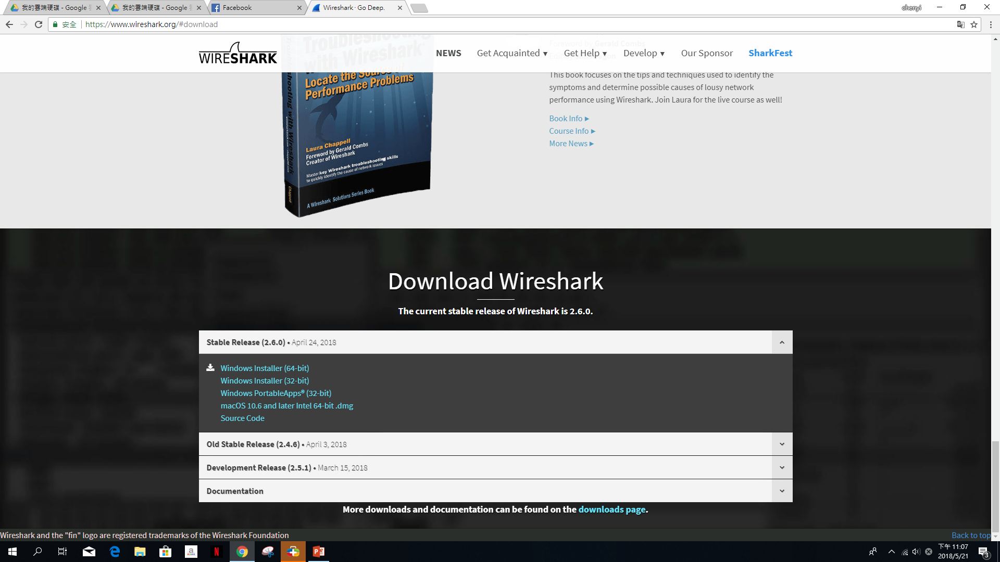 我的雲端硬碟 - Google
我的雲端硬碟 - Google
Facebook
Wireshark · Go Deep.
chenyi
安全
https://www.wireshark.org/#download
WIRESHARK
NEWS
Get Acquainted ▼
Get Help ▼
Develop ▼
Our Sponsor
SharkFest
Troubleshooting
with Wireshark
Locate the Source of
Performance Problems
Laura Chappell
Foreword by Gerald Combs
Creator of Wireshark
Master key Wireshark troubleshooting skills
to quickly identify the cause of network issues
A Wireshark Solutions Series Book
Chappell
Foreword by Gerald Combs
This book focuses on the tips and techniques used to identify the
symptoms and determine possible causes of lousy network
performance using Wireshark. Join Laura for the live course as well!
Book Info ▶
Course Info ▶
More News ▶
Download Wireshark
The current stable release of Wireshark is 2.6.0.
Stable Release (2.6.0) • April 24, 2018
Windows Installer (64-bit)
Windows Installer (32-bit)
Windows PortableApps® (32-bit)
macOS 10.6 and later Intel 64-bit .dmg
Source Code
Old Stable Release (2.4.6) • April 3, 2018
Development Release (2.5.1) • March 15, 2018
Documentation
More downloads and documentation can be found on the downloads page.
Wireshark and the "fin" logo are registered trademarks of the Wireshark Foundation
Back to top
下午 11:07
2018/5/21
3